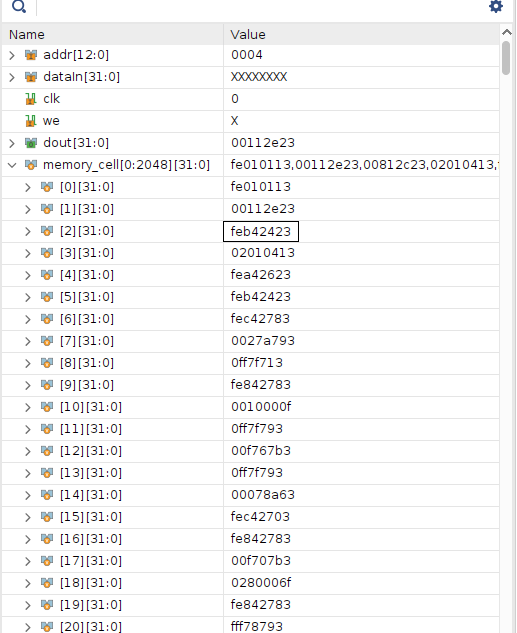 Name Value
addr[12:0] 0004
dataIn[31:0] XXXXXXXX
clk 0
we X
dout[31:0] 00112e23
memory_cell[0:2048][31:0] fe010113,00112e23,00812c23,02010413,
[0][31:0] fe010113
[1][31:0] 00112e23
[2][31:0] feb42423
[3][31:0] 02010413
[4][31:0] fea42623
[5][31:0] feb42423
[6][31:0] fec42783
[7][31:0] 0027a793
[8][31:0] 0ff7f713
[9][31:0] fe842783
[10][31:0] 0010000f
[11][31:0] 0ff7f793
[12][31:0] 00f767b3
[13][31:0] 0ff7f793
[14][31:0] 00078a63
[15][31:0] fec42703
[16][31:0] fe842783
[17][31:0] 00f707b3
[18][31:0] 0280006f
[19][31:0] fe842783
[20][31:0] fff78793